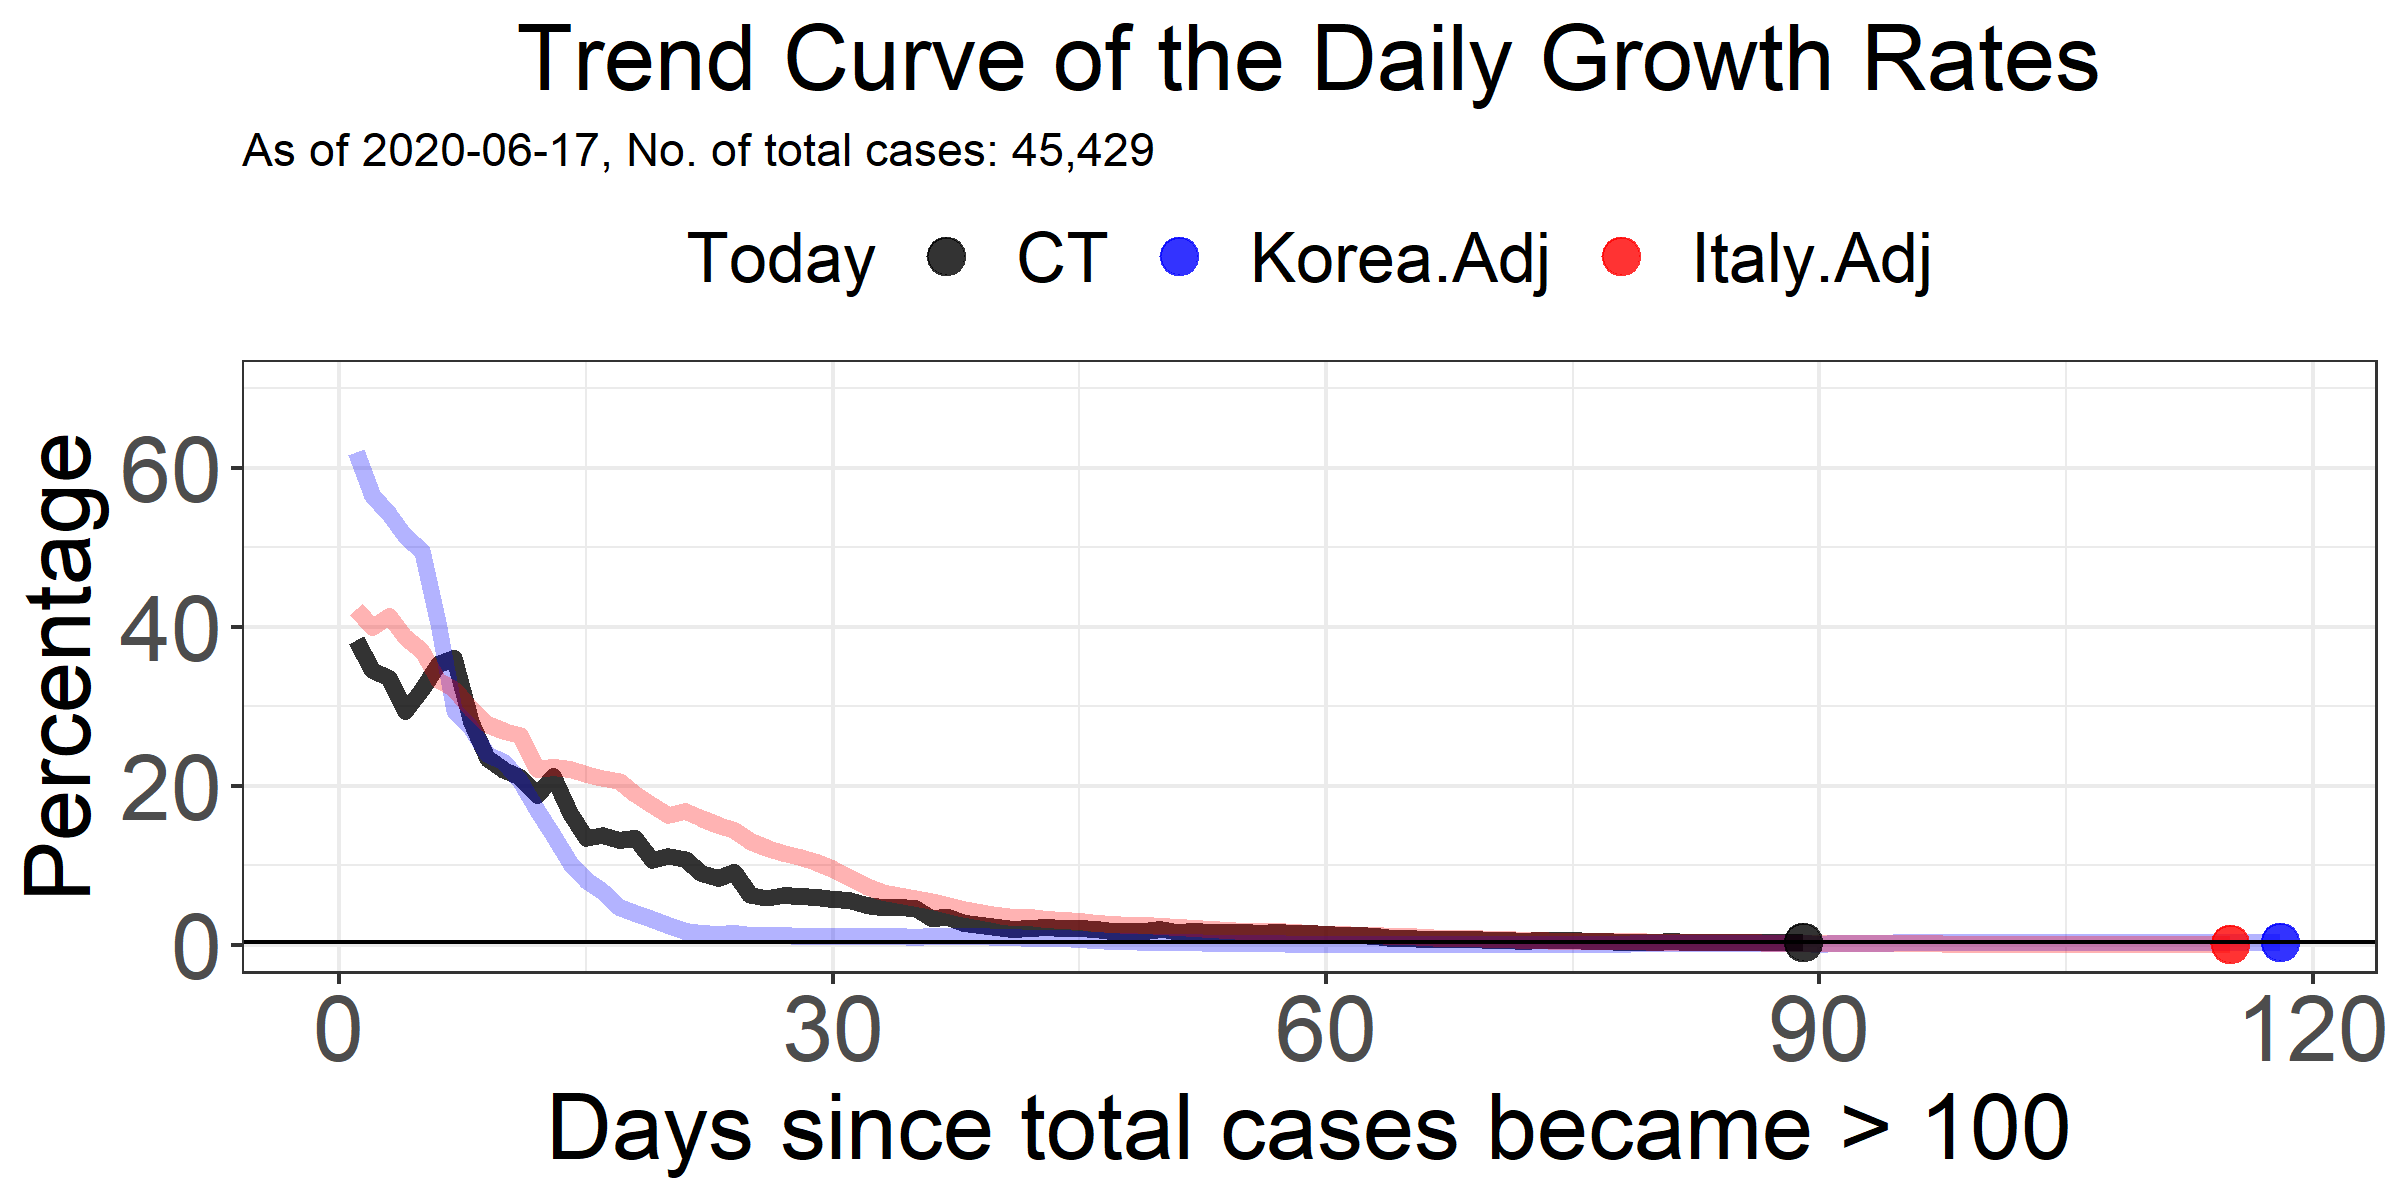 Trend Curve of the Daily Growth Rates
As of 2020-06-17, No. of total cases: 45,429
Today CT Korea.Adj Italy.Adj
Percentage
60
40
20
0
0 30 60 90 120
Days since total cases became > 100